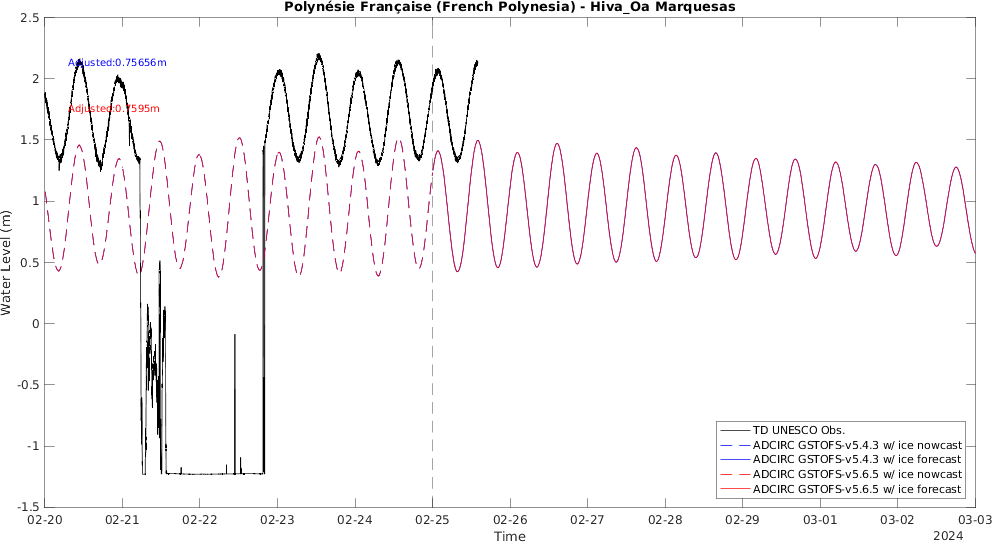 Polynésie Française (French Polynesia) - Hiva_Oa Marquesas
2.5
2
1.5
1
0.5
0
-0.5
-1
-1.5
Water Level (m)
Adjusted:0.75656m
Adjusted:0.7595m
TD UNESCO Obs.
ADCIRC GSTOFS-v5.4.3 w/ ice nowcast
ADCIRC GSTOFS-v5.4.3 w/ ice forecast
ADCIRC GSTOFS-v5.6.5 w/ ice nowcast
ADCIRC GSTOFS-v5.6.5 w/ ice forecast
02-20 02-21 02-22 02-23 02-24 02-25 02-26 02-27 02-28 02-29 03-01 03-02 03-03
Time
2024